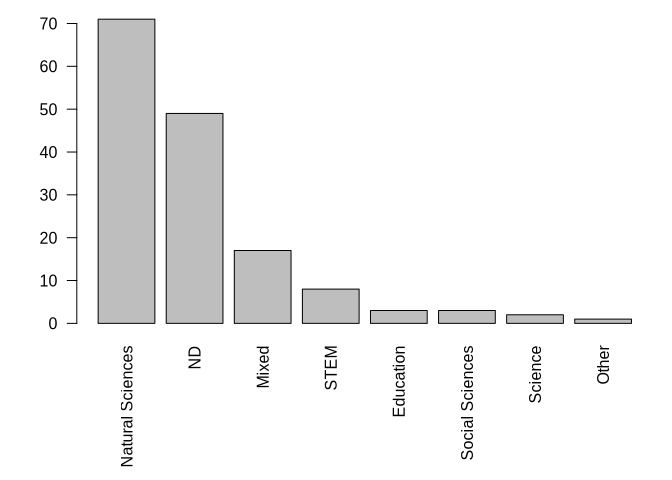 70
60
50
40
30
20
10
0
Natural Sciences
ND
Mixed
STEM
Education
Social Sciences
Science
Other